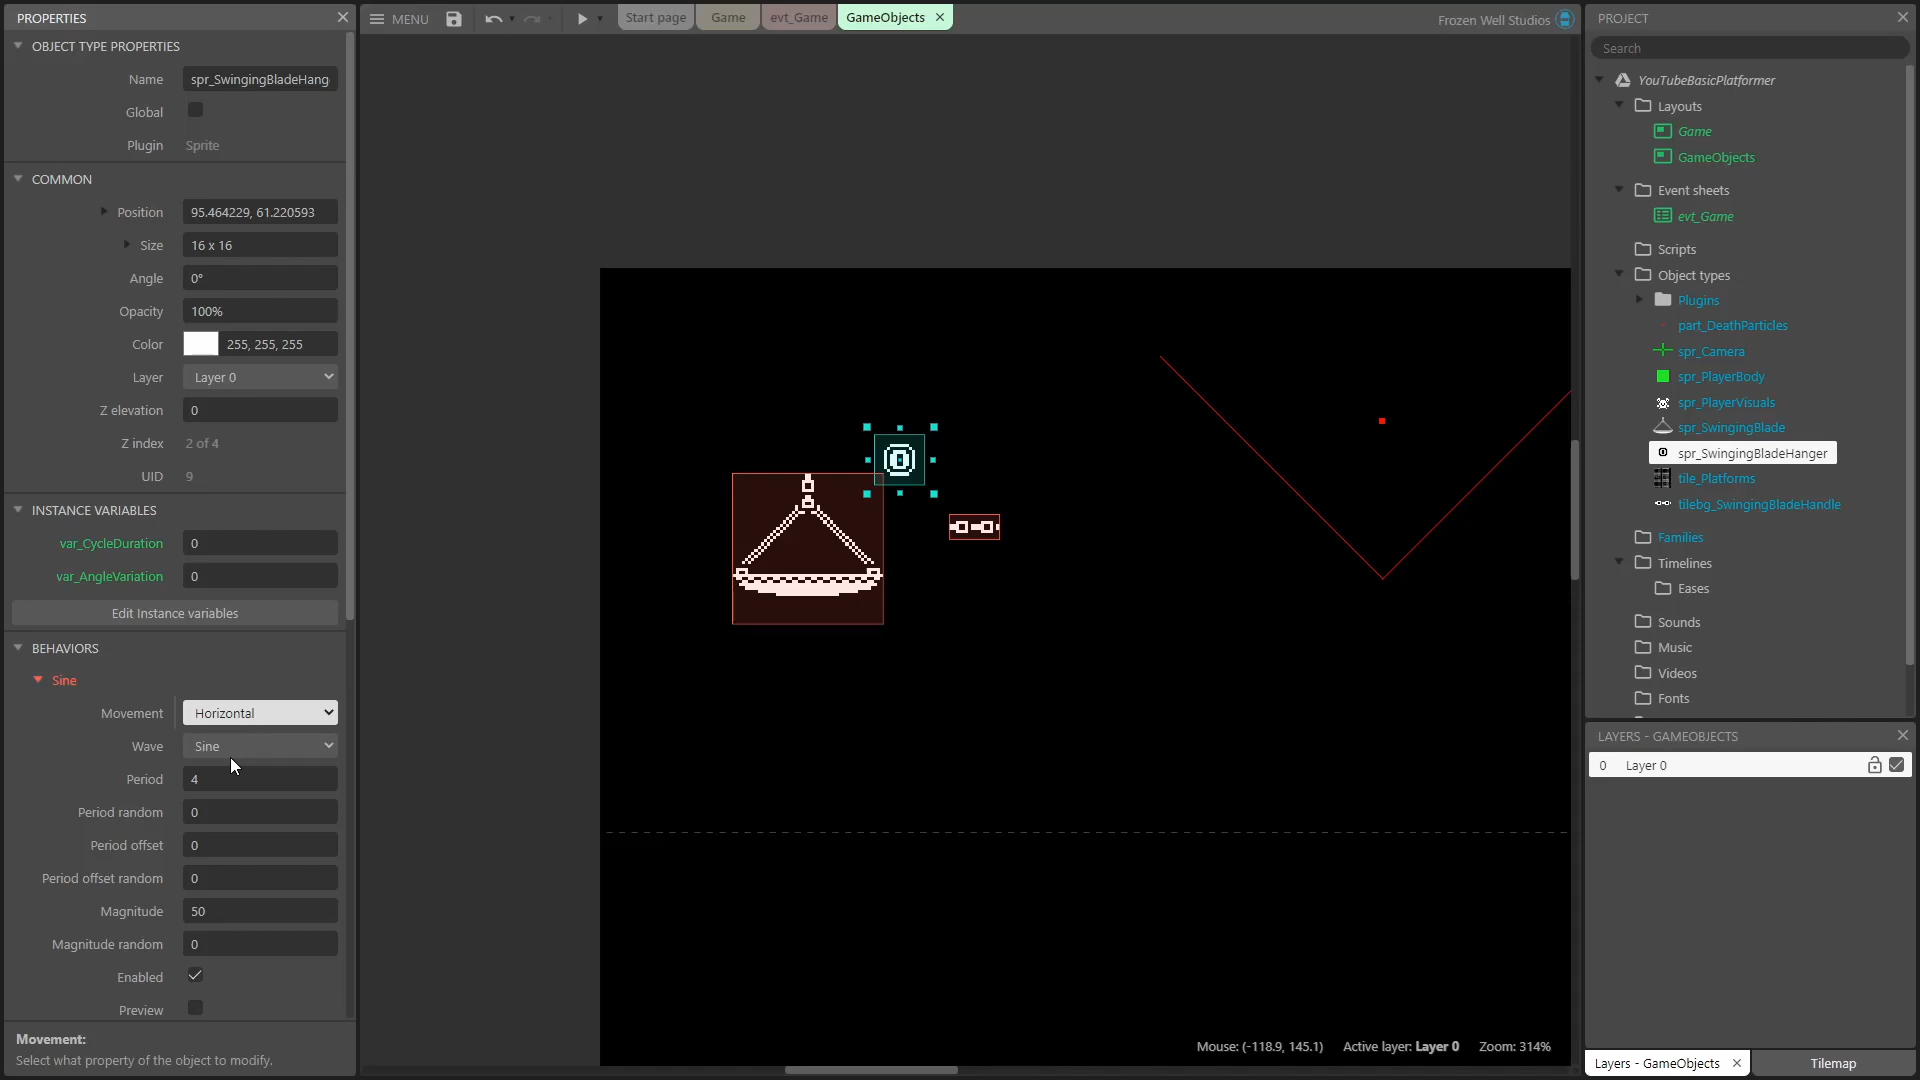 PROPERTIES
OBJECT TYPE PROPERTIES
Name spr_SwingingBladeHang
Global
Plugin Sprite
COMMON
Position 95.464229, 61.220593
Size 16 x 16
Angle 0°
Opacity 100%
Color 255, 255, 255
Layer Layer 0
Z elevation 0
Z index 2 of 4
UID 9
INSTANCE VARIABLES
var_CycleDuration 0
var_AngleVariation 0
Edit Instance variables
BEHAVIORS
Sine
Movement Horizontal
Wave Sine
Period 4
Period random 0
Period offset 0
Period offset random 0
Magnitude 50
Magnitude random 0
Enabled
Preview
Movement:
Select what property of the object to modify.
MENU
Start page Game evt_Game GameObjects
Frozen Well Studios
Mouse: (-118.9, 145.1) Active layer: Layer 0 Zoom: 314%
PROJECT
Search
YouTubeBasicPlatformer
Layouts
Game
GameObjects
Event sheets
evt_Game
Scripts
Object types
Plugins
part_DeathParticles
spr_Camera
spr_PlayerBody
spr_PlayerVisuals
spr_SwingingBlade
spr_SwingingBladeHanger
tile_Platforms
tilebg_SwingingBladeHandle
Families
Timelines
Eases
Sounds
Music
Videos
Fonts
LAYERS - GAMEOBJECTS
0 Layer 0
Layers - GameObjects Tilemap